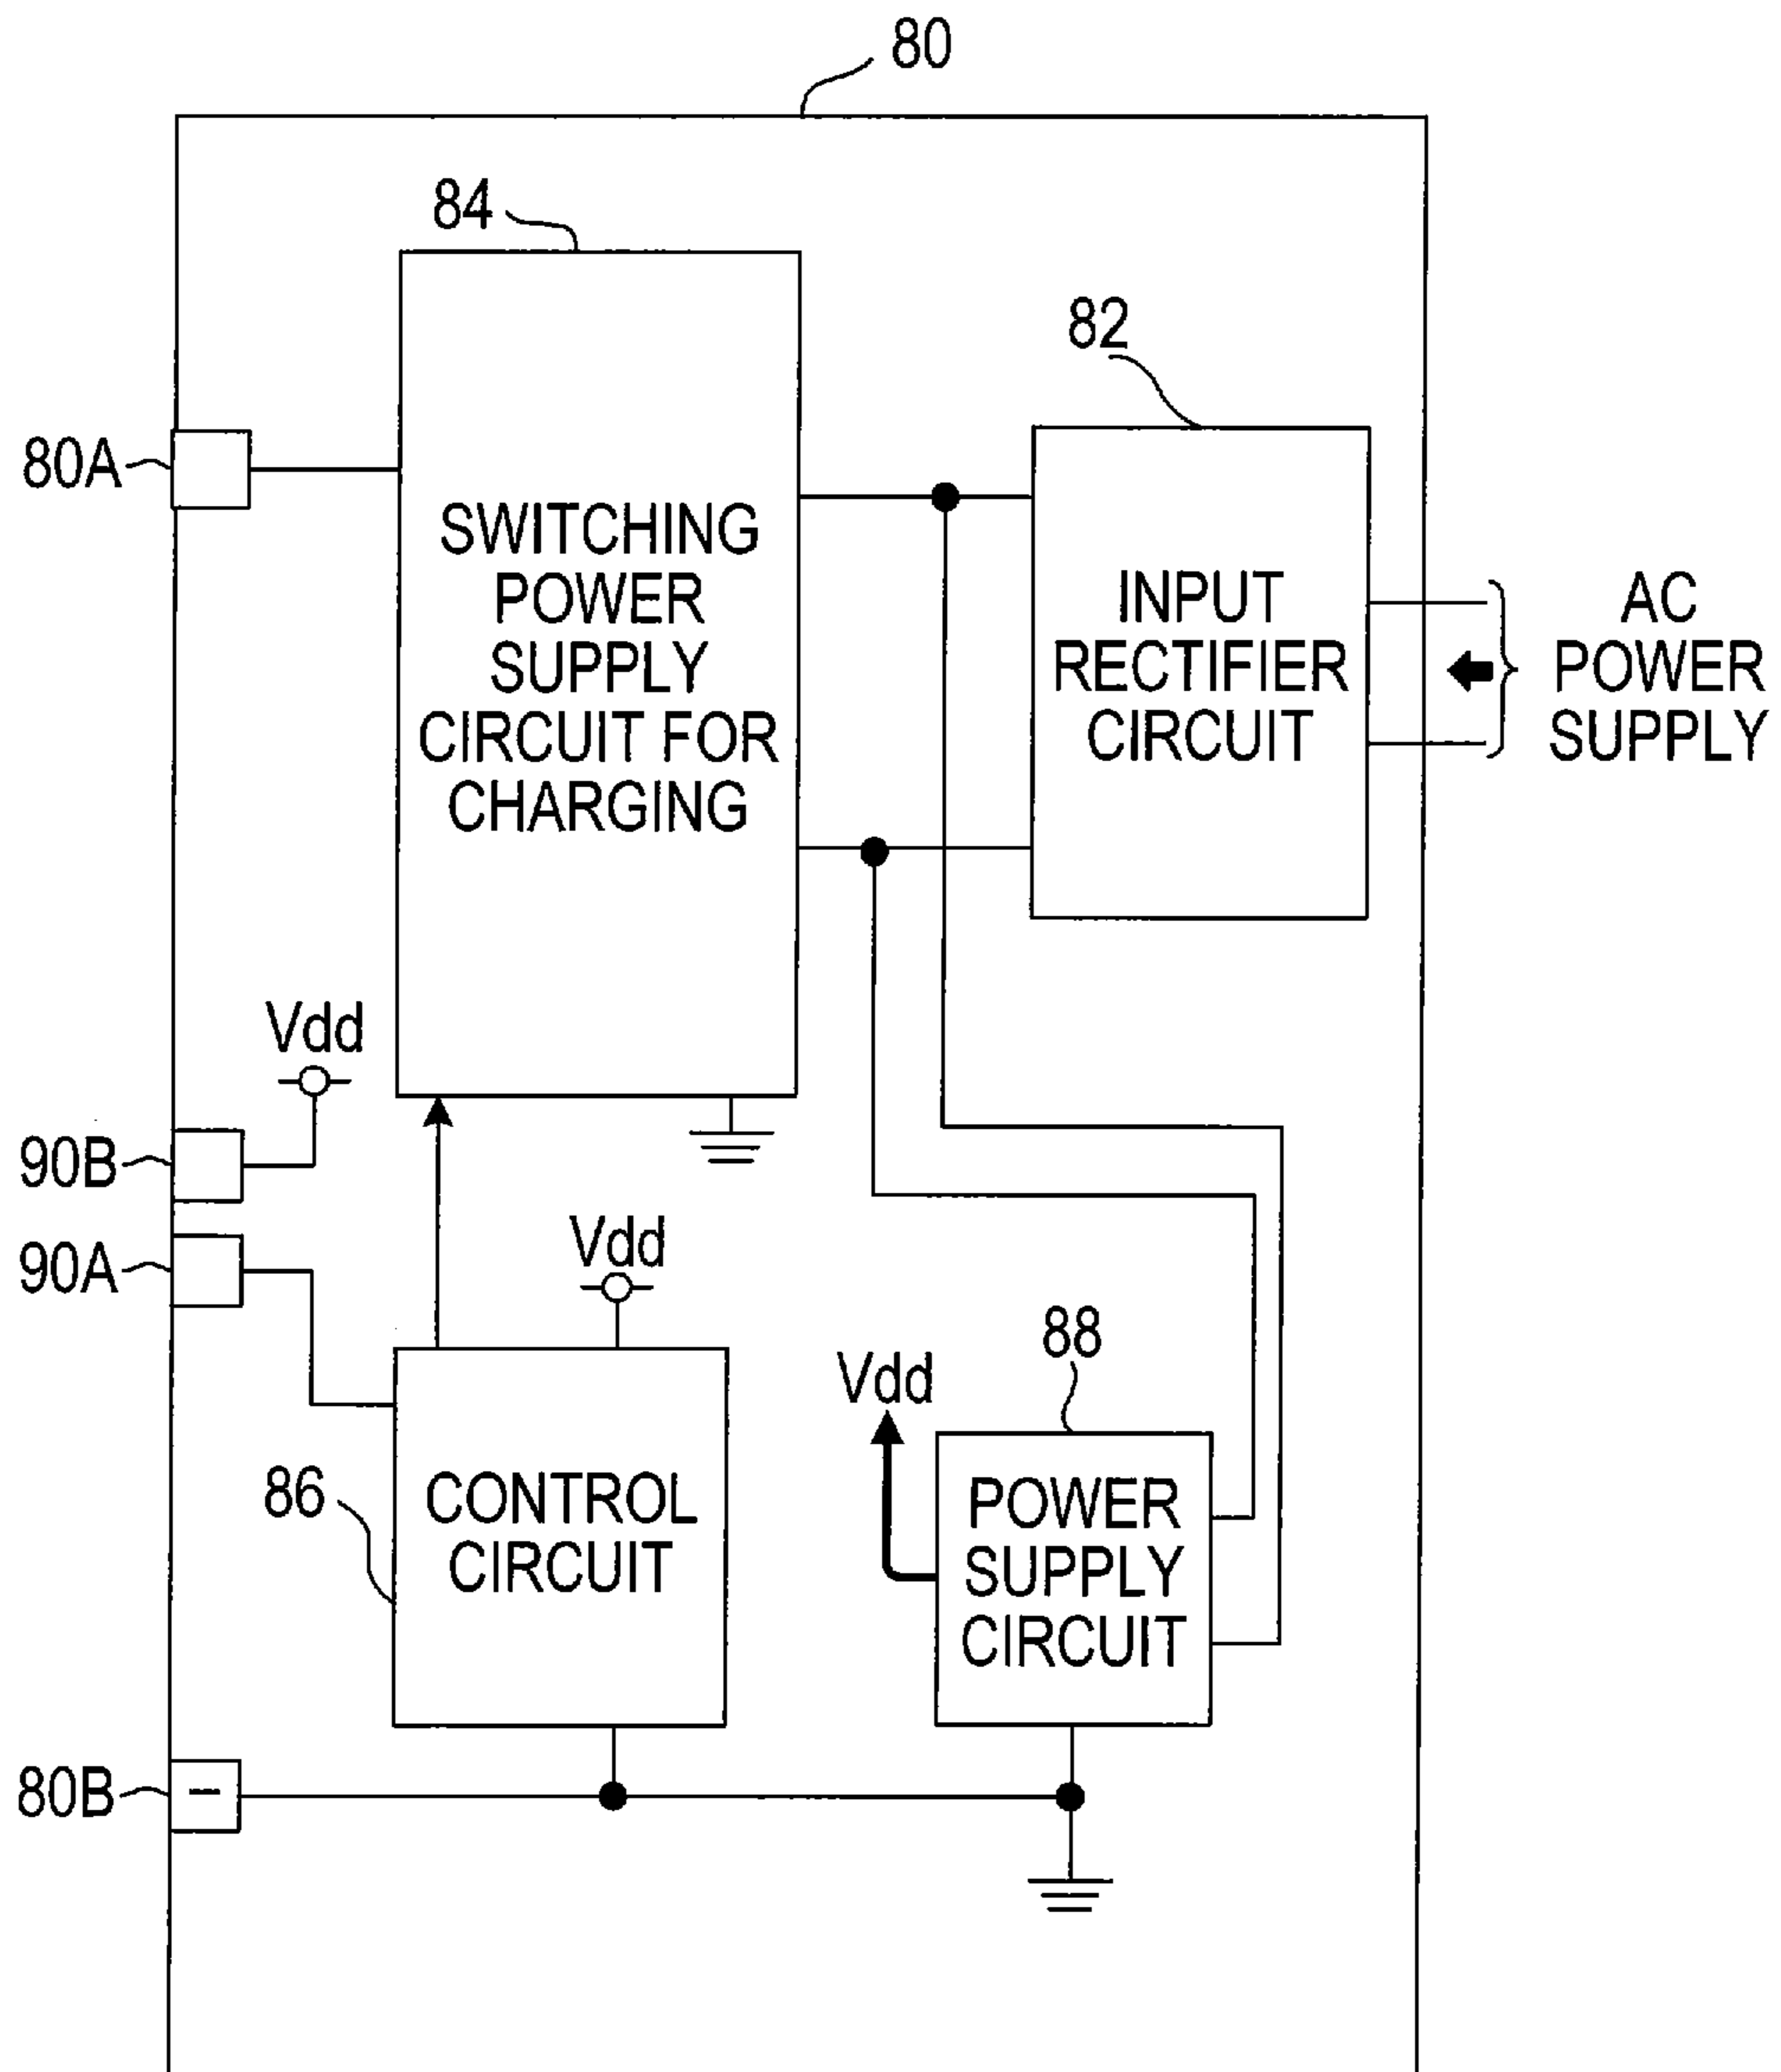 80
84
82
80A
SWITCHING
POWER
SUPPLY
CIRCUIT FOR
CHARGING
INPUT
RECTIFIER
CIRCUIT
AC
POWER
SUPPLY
Vdd
90B
90A
Vdd
88
Vdd
86
CONTROL
CIRCUIT
POWER
SUPPLY
CIRCUIT
80B
−